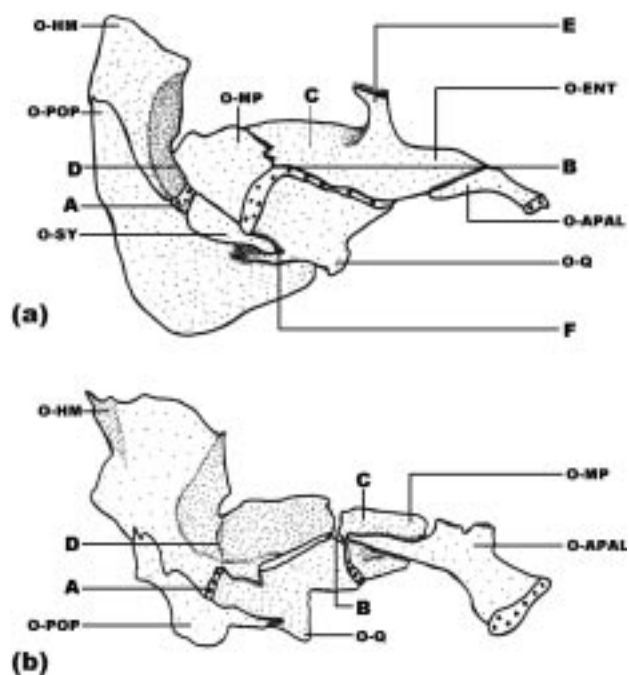 O-HM
E
O-MP
C
O-ENT
O-POP
D
B
A
O-SY
O-APAL
O-Q
(a)
F
O-HM
C
O-MP
D
O-APAL
A
B
O-POP
O-Q
(b)